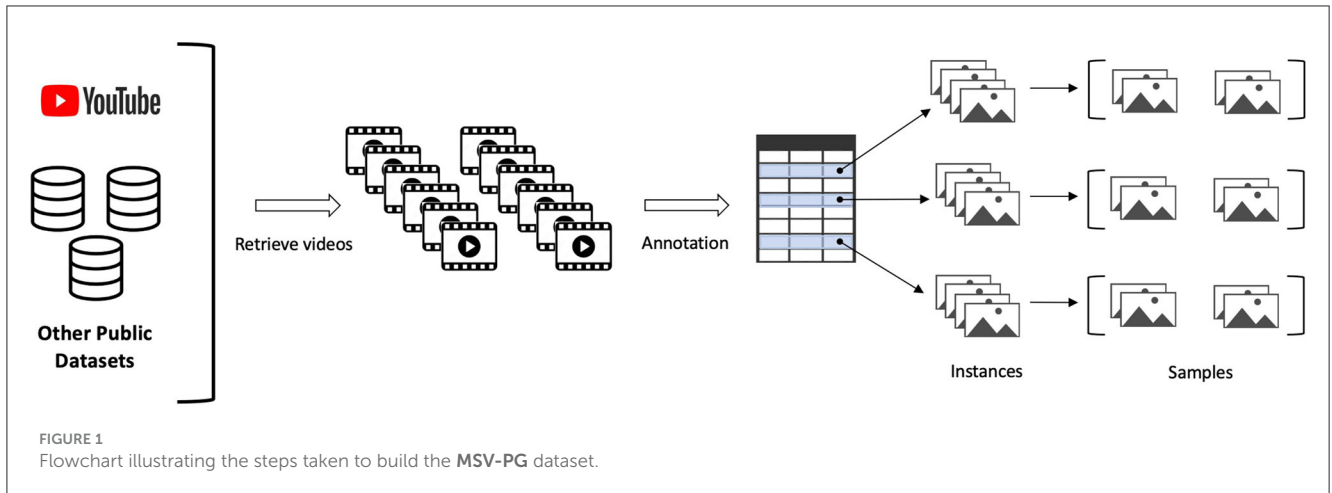 YouTube
Other Public
Datasets
Retrieve videos
Annotation
Instances
Samples
FIGURE 1
Flowchart illustrating the steps taken to build the MSV-PG dataset.